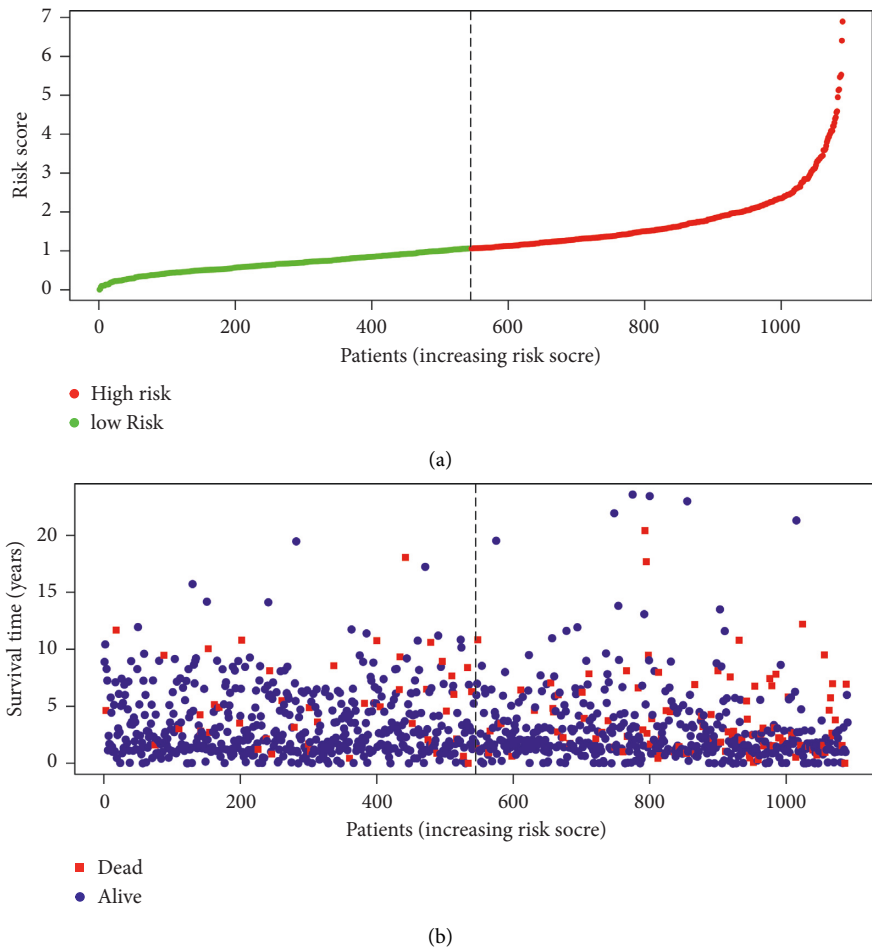 7
6
5
4
3
2
1
0
Risk score
0 200 400 600 800 1000
Patients (increasing risk socre)
High risk
low Risk
(a)
20
15
10
5
0
Survival time (years)
0 200 400 600 800 1000
Patients (increasing risk socre)
Dead
Alive
(b)